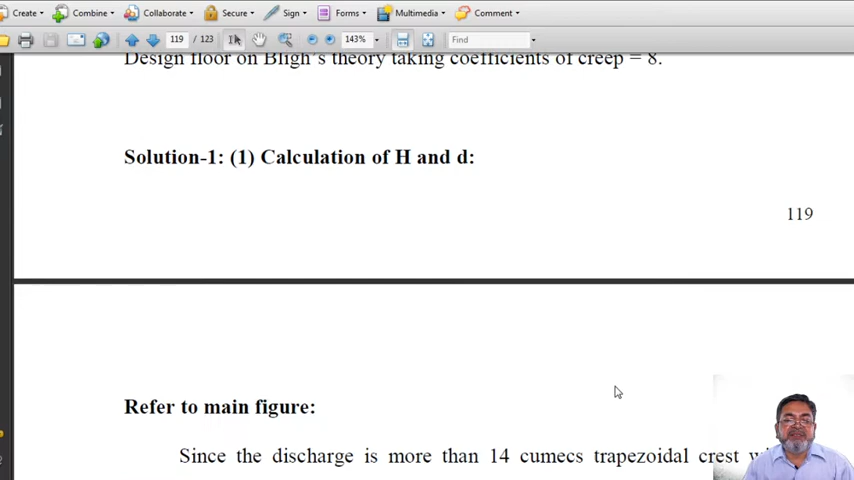 Create Combine Collaborate Secure Sign Forms Multimedia Comment
119 / 123 143% Find
Design floor on Bligh's theory taking coefficients of creep = 8.
Solution-1: (1) Calculation of H and d:
119
Refer to main figure:
Since the discharge is more than 14 cumecs trapezoidal crest